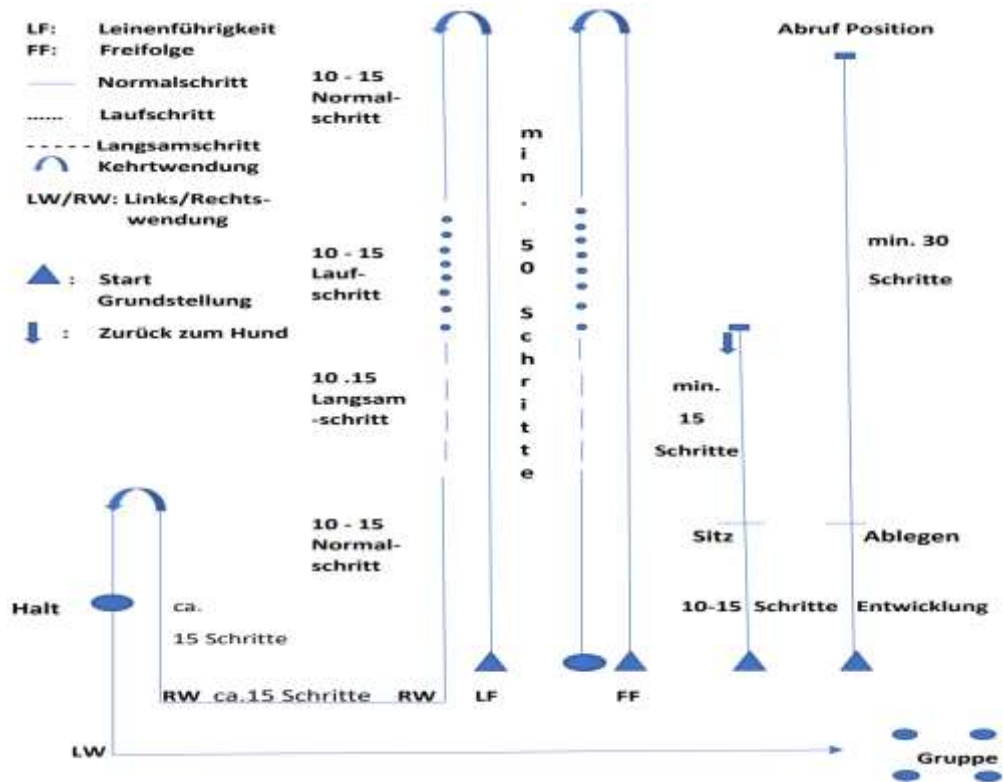 LF: Leinenführigkeit
FF: Freifolge
Normalschritt
Laufschritt
Langsamschritt
Kehrtwendung
LW/RW: Links/Rechts-
wendung
: Start
Grundstellung
: Zurück zum Hund
10 - 15
Normal-
schritt
10 - 15
Lauf-
schritt
10 .15
Langsam
-schritt
10 - 15
Normal-
schritt
min. 50 Schritte
Abruf Position
min. 30
Schritte
min.
15
Schritte
Sitz
Ablegen
10-15 Schritte Entwicklung
Halt
ca.
15 Schritte
RW ca.15 Schritte RW
LF
FF
LW
Gruppe